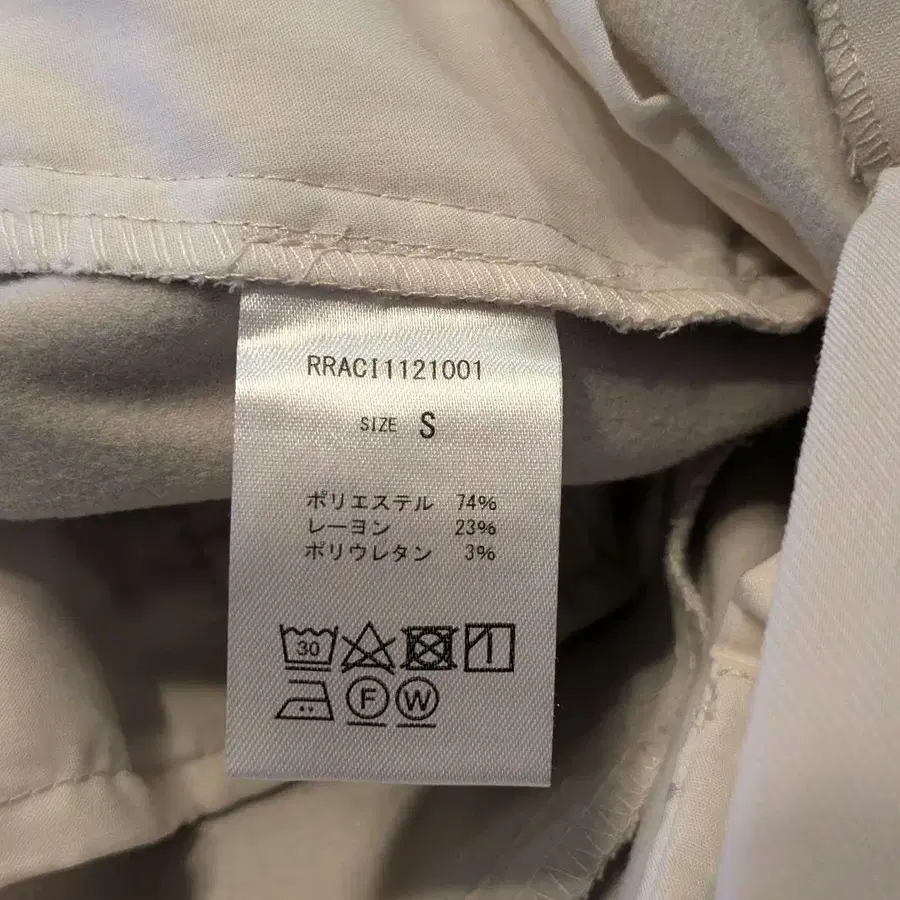 RRACI1121001
SIZE S
ポリエステル 74%
レーヨン 23%
ポリウレタン 3%
30
F W